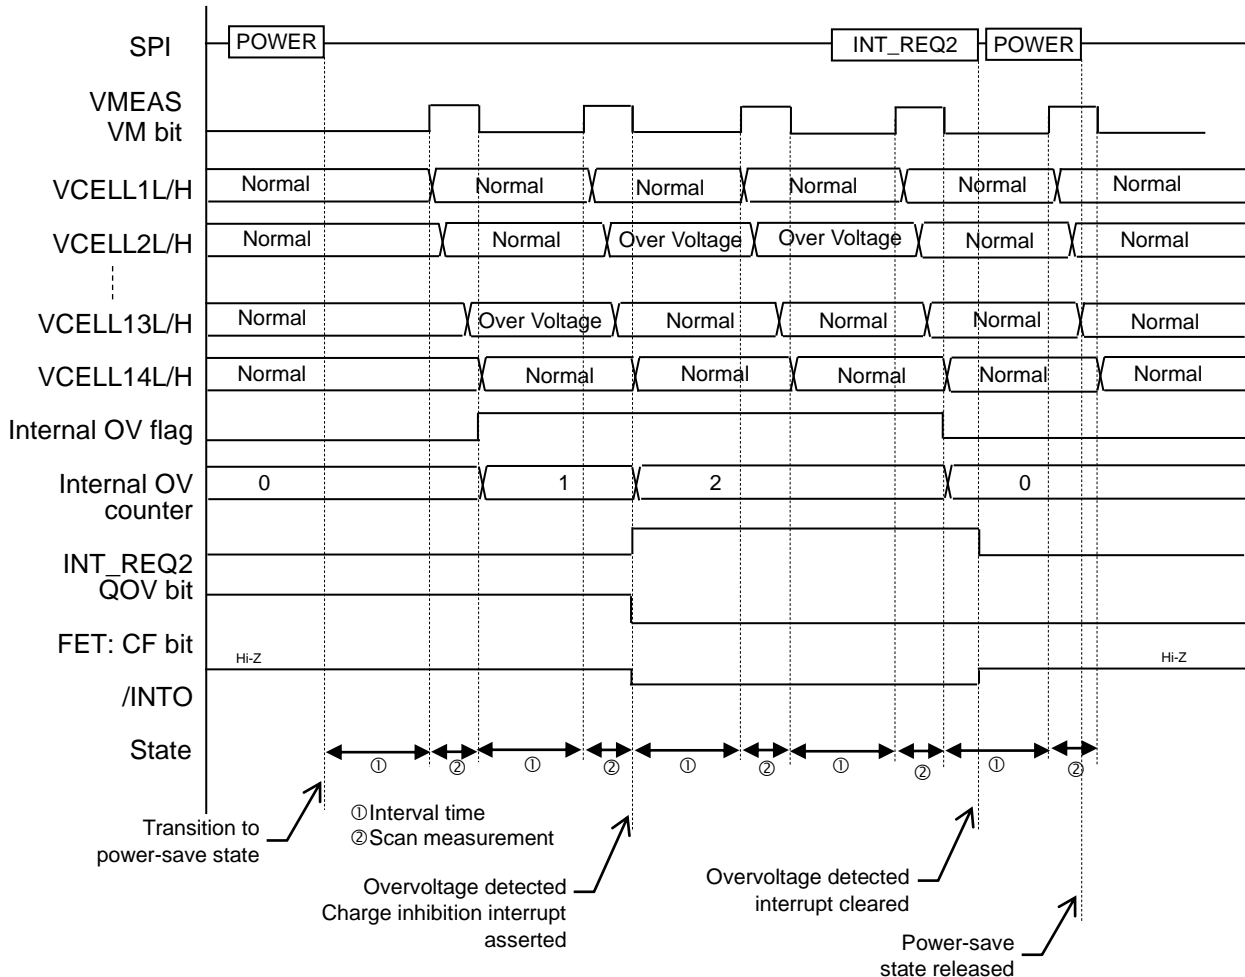 SPI POWER INT_REQ2 POWER
VMEAS
VM bit
VCELL1L/H Normal Normal Normal Normal Normal Normal
VCELL2L/H Normal Normal Over Voltage Over Voltage Normal Normal
VCELL13L/H Normal Over Voltage Normal Normal Normal Normal
VCELL14L/H Normal Normal Normal Normal Normal Normal
Internal OV flag
Internal OV 0 1 2 0
counter
INT_REQ2
QOV bit
FET: CF bit
Hi-Z Hi-Z
/INTO
State
① ② ① ② ① ② ① ② ① ②
①Interval time
②Scan measurement
Transition to
power-save state
Overvoltage detected
Charge inhibition interrupt
asserted
Overvoltage detected
interrupt cleared
Power-save
state released